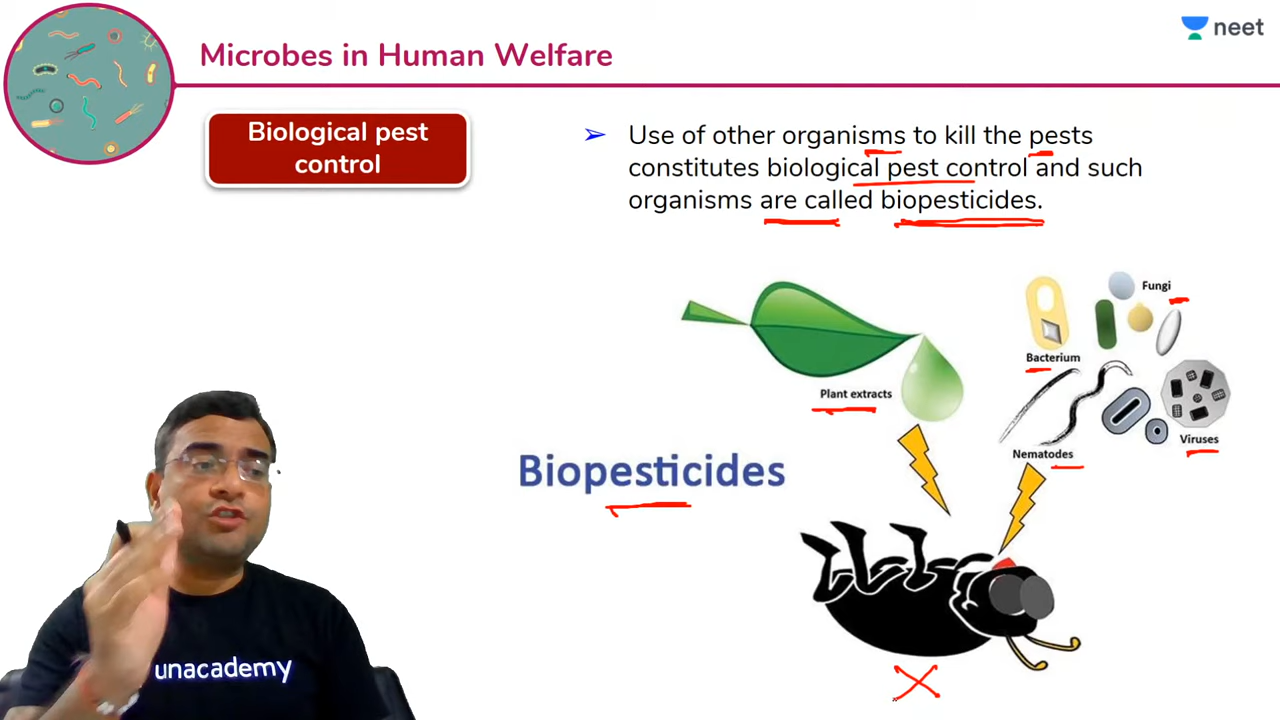 neet
Microbes in Human Welfare
Biological pest
control
➢ Use of other organisms to kill the pests
constitutes biological pest control and such
organisms are called biopesticides.
Fungi
Bacterium
Plant extracts
Viruses
Nematodes
Biopesticides
unacademy